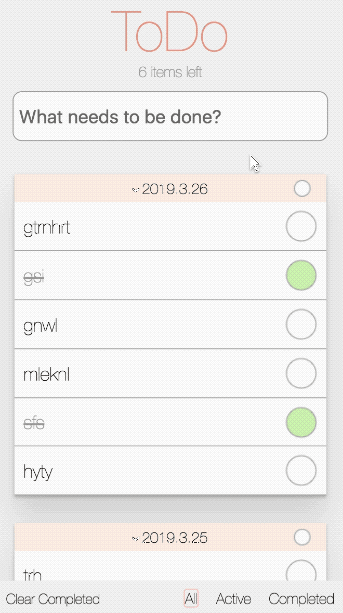 ToDo
6 items left
What needs to be done?
2019.3.26
gtrnhrt
gsi
gnwl
mleknl
sfs
hyty
2019.3.25
trn
Clear Completed All Active Completed